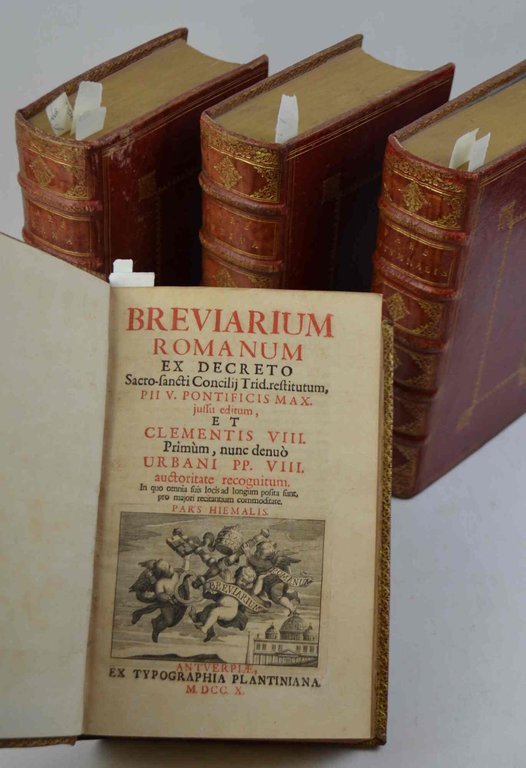 BREVIARIUM
ROMANUM
EX DECRETO
Sacro-sancti Concilij Trid. restitutum,
PII V. PONTIFICIS MAX.
jussu editum,
ET
CLEMENTIS VIII.
Primùm, nunc denuò
URBANI PP. VIII.
auctoritate recognitum.
In quo omnia suis locis ad longum posita sunt,
pro majori recitantium commoditate.
PARS HIEMALIS.
BREVIARIUM
ROMANUM
ANTVERPIÆ,
EX TYPOGRAPHIA PLANTINIANA.
M. DCC. X.